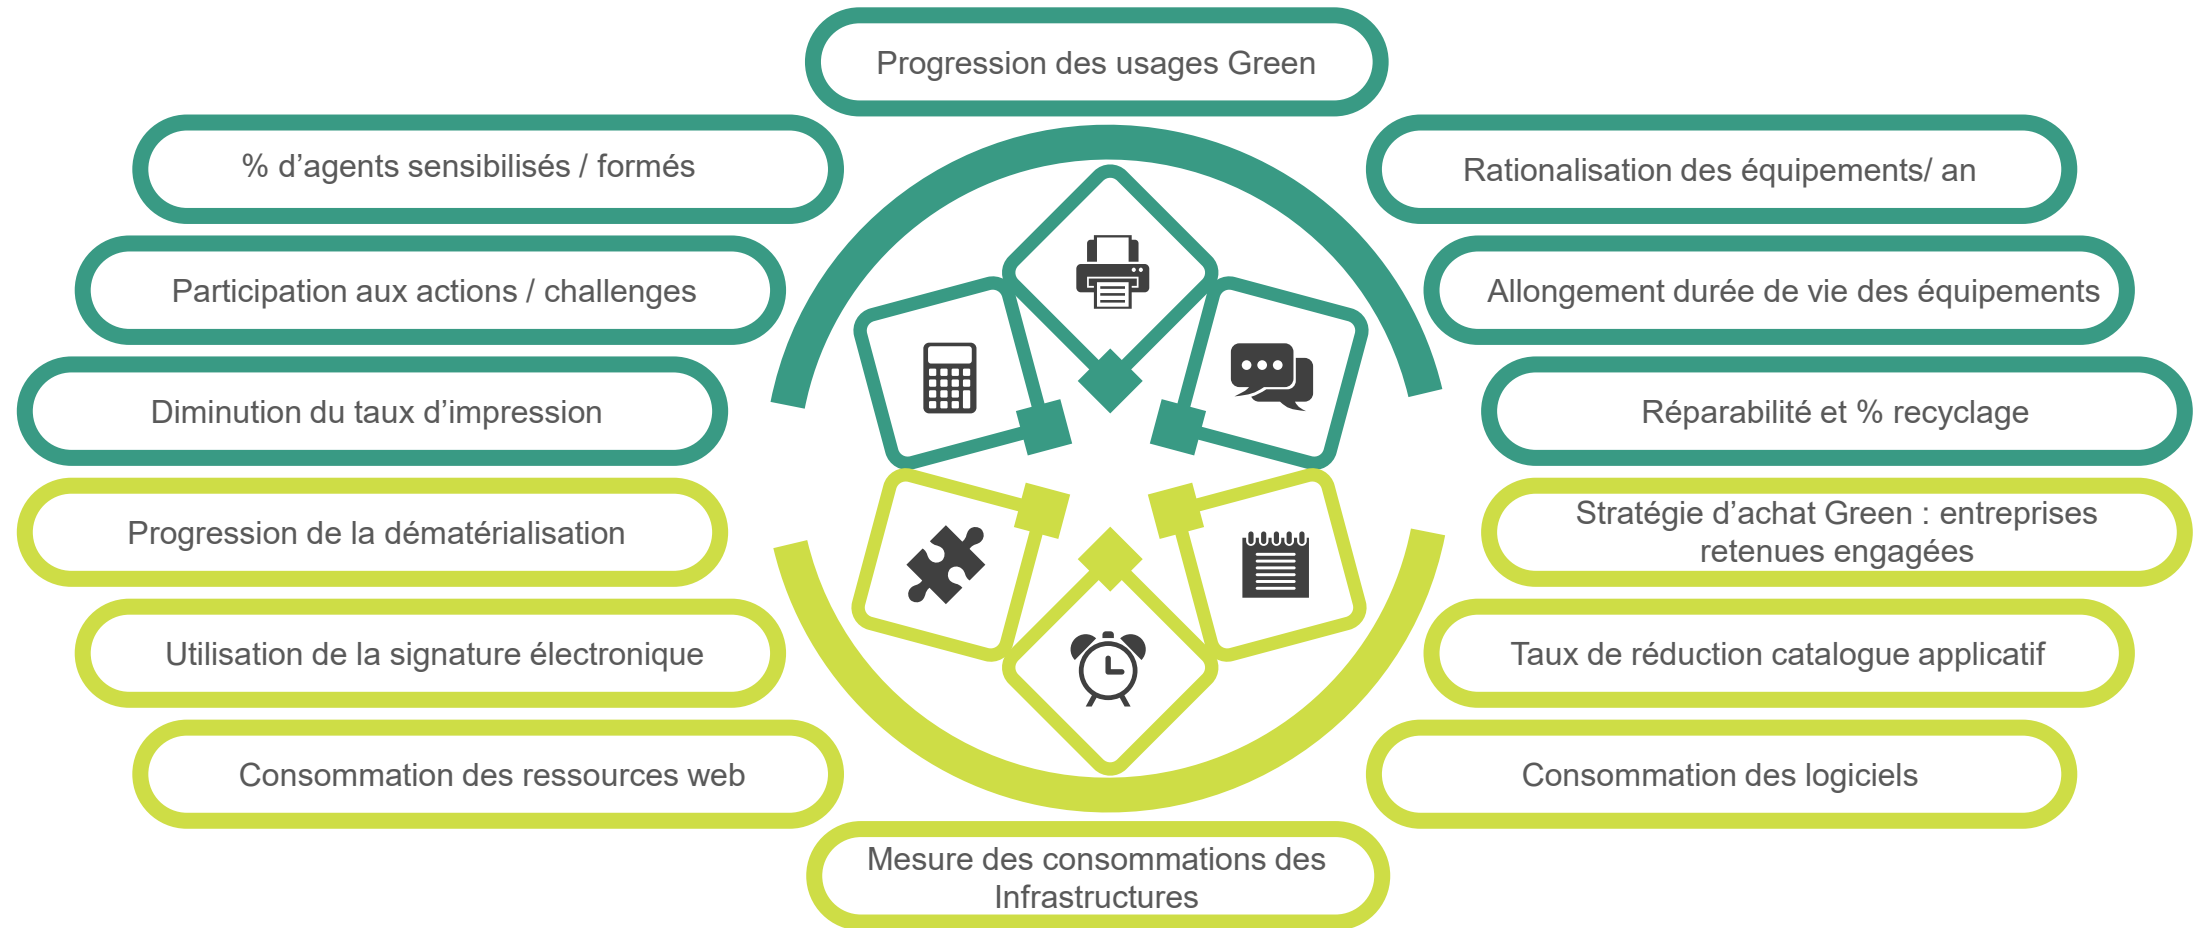 Progression des usages Green
% d’agents sensibilisés / formés
Rationalisation des équipements/ an
Participation aux actions / challenges
Allongement durée de vie des équipements
Diminution du taux d’impression
Réparabilité et % recyclage
Progression de la dématérialisation
Stratégie d’achat Green : entreprises
retenues engagées
Utilisation de la signature électronique
Taux de réduction catalogue applicatif
Consommation des ressources web
Consommation des logiciels
Mesure des consommations des
Infrastructures